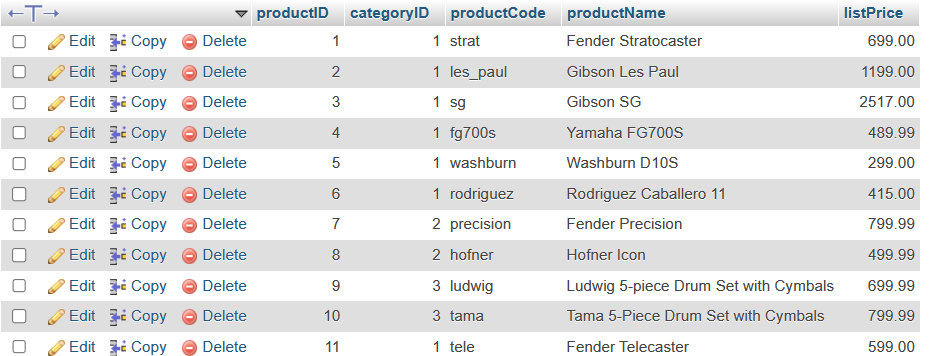 ←T→ productID categoryID productCode productName listPrice
Edit Copy Delete 1 1 strat Fender Stratocaster 699.00
Edit Copy Delete 2 1 les_paul Gibson Les Paul 1199.00
Edit Copy Delete 3 1 sg Gibson SG 2517.00
Edit Copy Delete 4 1 fg700s Yamaha FG700S 489.99
Edit Copy Delete 5 1 washburn Washburn D10S 299.00
Edit Copy Delete 6 1 rodriguez Rodriguez Caballero 11 415.00
Edit Copy Delete 7 2 precision Fender Precision 799.99
Edit Copy Delete 8 2 hofner Hofner Icon 499.99
Edit Copy Delete 9 3 ludwig Ludwig 5-piece Drum Set with Cymbals 699.99
Edit Copy Delete 10 3 tama Tama 5-Piece Drum Set with Cymbals 799.99
Edit Copy Delete 11 1 tele Fender Telecaster 599.00